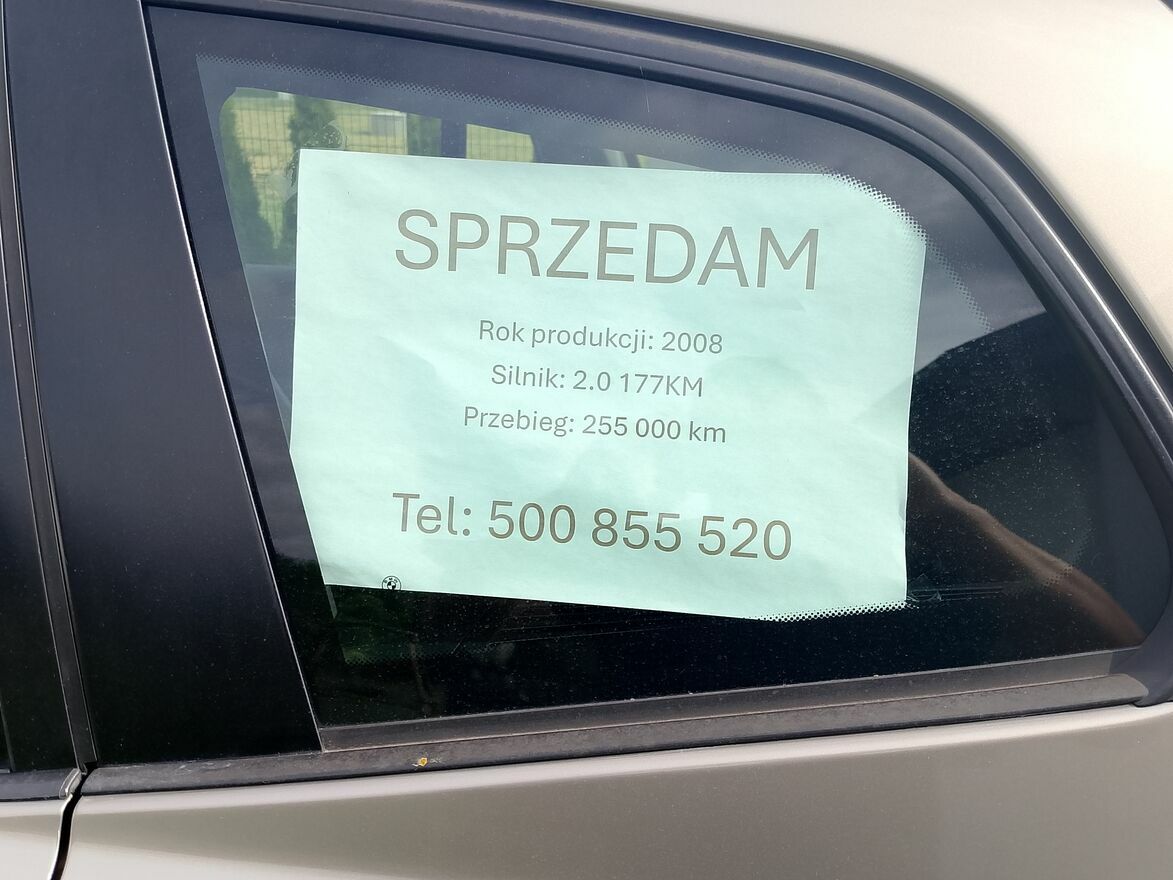 SPRZEDAM
Rok produkcji: 2008
Silnik: 2.0 177KM
Przebieg: 255 000 km
Tel: 500 855 520